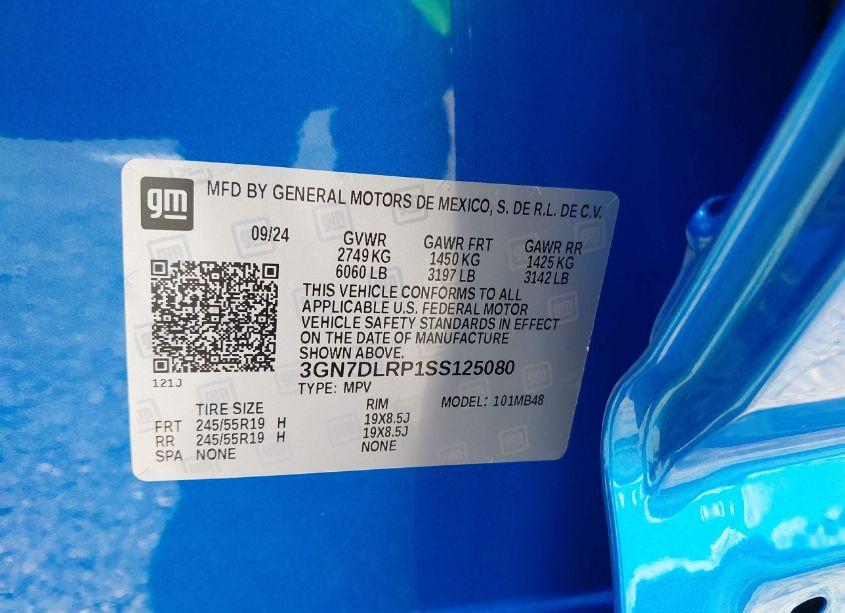 gm
MFD BY GENERAL MOTORS DE MEXICO, S. DE R.L. DE C.V.
09/24
GVWR GAWR FRT GAWR RR
2749 KG 1450 KG 1425 KG
6060 LB 3197 LB 3142 LB
THIS VEHICLE CONFORMS TO ALL
APPLICABLE U.S. FEDERAL MOTOR
VEHICLE SAFETY STANDARDS IN EFFECT
ON THE DATE OF MANUFACTURE
SHOWN ABOVE.
3GN7DLRP1SS125080
121J
TYPE: MPV MODEL: 101MB48
TIRE SIZE RIM
FRT 245/55R19 H 19X8.5J
RR 245/55R19 H 19X8.5J
SPA NONE NONE